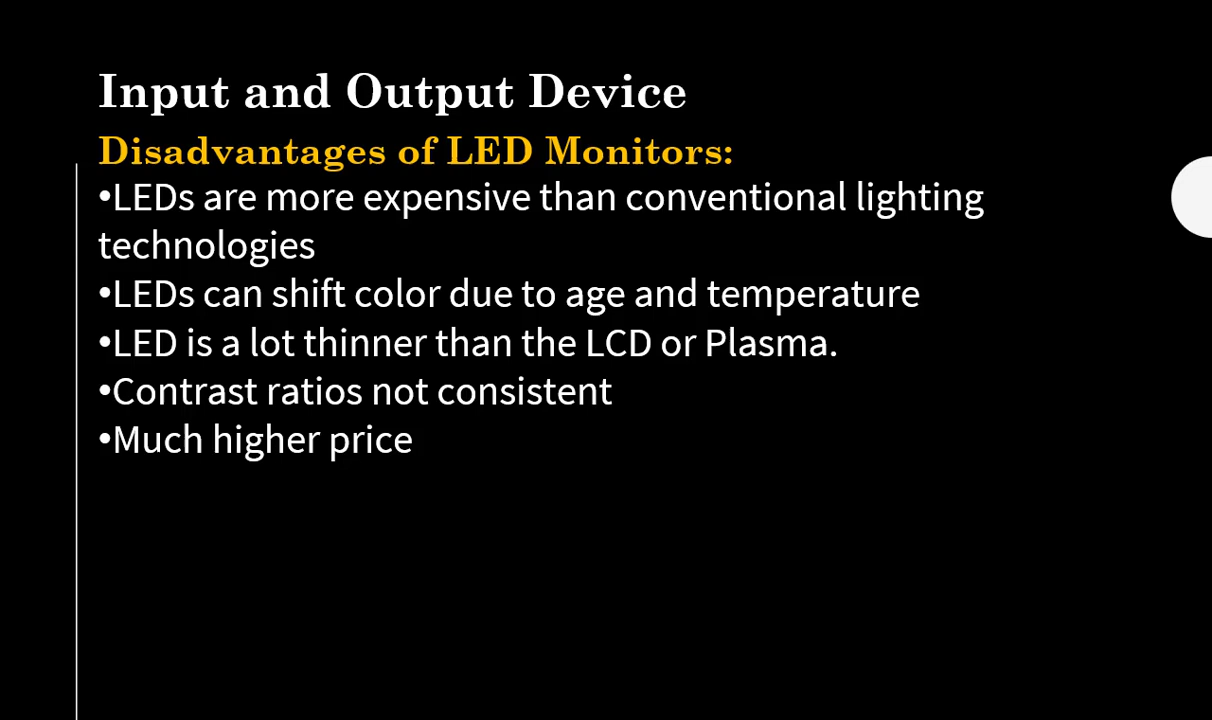 Input and Output Device
Disadvantages of LED Monitors:
•LEDs are more expensive than conventional lighting
technologies
•LEDs can shift color due to age and temperature
•LED is a lot thinner than the LCD or Plasma.
•Contrast ratios not consistent
•Much higher price